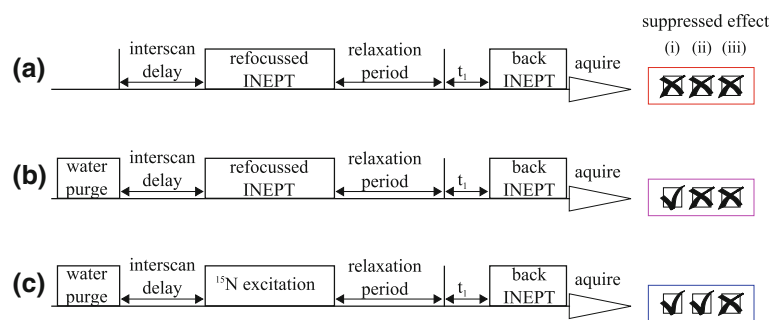 suppressed effect
(i) (ii) (iii)
(a) interscan delay refocussed INEPT relaxation period t1 back INEPT aquire
(b) water purge interscan delay refocussed INEPT relaxation period t1 back INEPT aquire
(c) water purge interscan delay 15N excitation relaxation period t1 back INEPT aquire